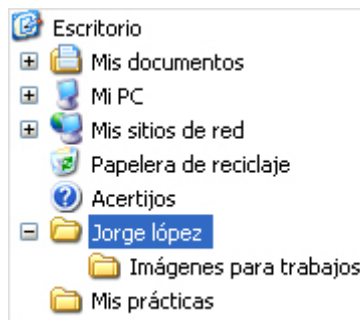 Escritorio
Mis documentos
Mi PC
Mis sitios de red
Papelera de reciclaje
Acertijos
Jorge lópez
Imágenes para trabajos
Mis prácticas